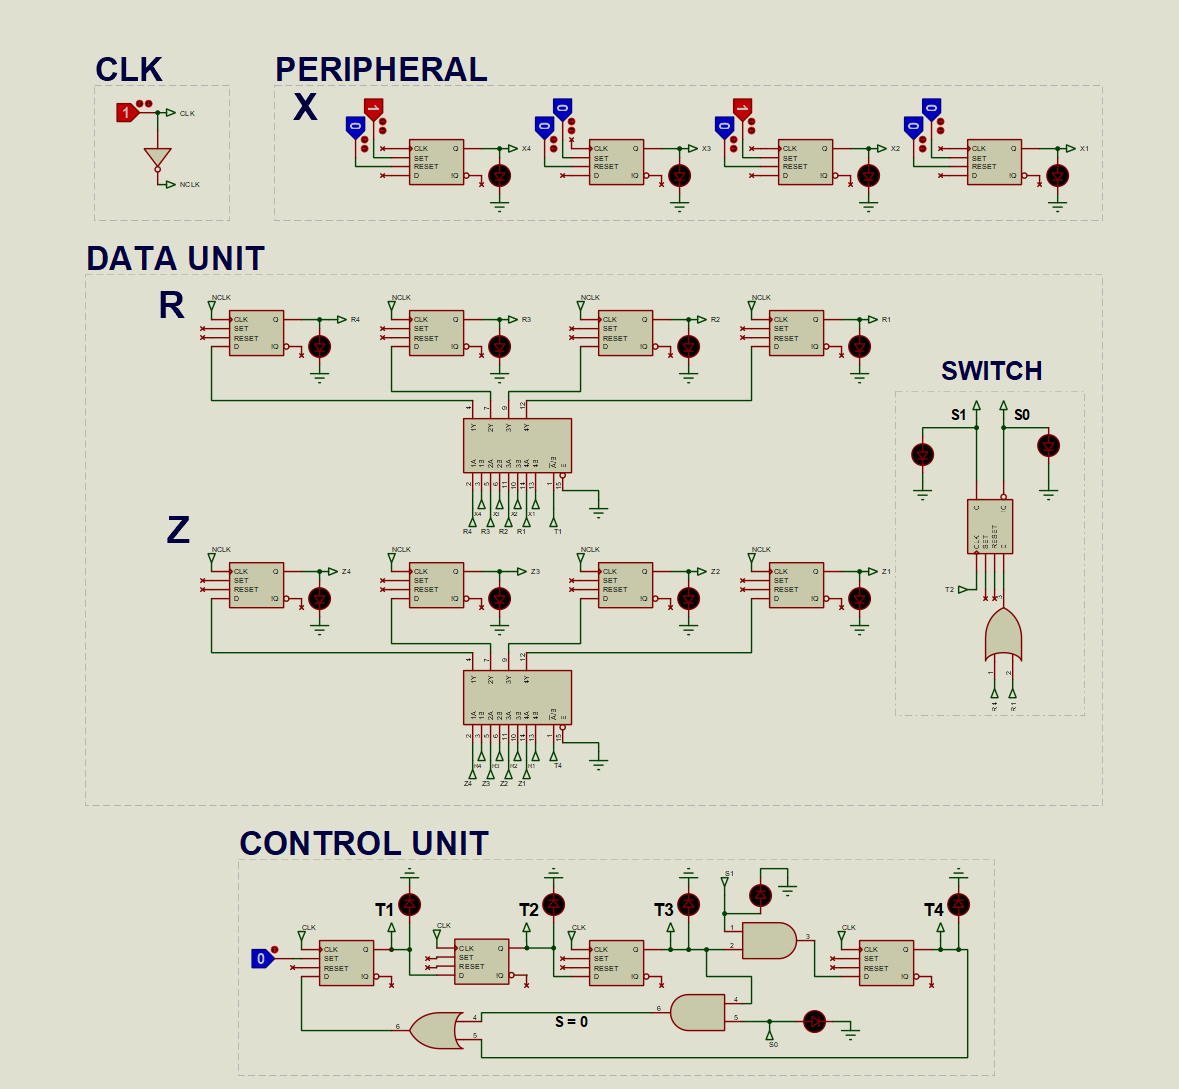 CLK
PERIPHERAL
X
1
CLK
NCLK
0 1 0 0 0 1 0 0
CLK Q X4 CLK Q X3 CLK Q X2 CLK Q X1
SET SET SET SET
RESET RESET RESET RESET
D !Q D !Q D !Q D !Q
DATA UNIT
R
NCLK NCLK NCLK NCLK
CLK Q R4 CLK Q R3 CLK Q R2 CLK Q R1
SET SET SET SET
RESET RESET RESET RESET
D !Q D !Q D !Q D !Q
4 7 9 12
1Y 2Y 3Y 4Y
1A 1B 2A 2B 3A 3B 4A 4B A/B E
2 3 5 6 11 10 14 13 1 15
X4 X3 X2 X1
R4 R3 R2 R1 T1
SWITCH
S1 S0
CLK SET RESET
T2
3
1 2
R4 R1
Z
NCLK NCLK NCLK NCLK
CLK Q Z4 CLK Q Z3 CLK Q Z2 CLK Q Z1
SET SET SET SET
RESET RESET RESET RESET
D !Q D !Q D !Q D !Q
4 7 9 12
1Y 2Y 3Y 4Y
1A 1B 2A 2B 3A 3B 4A 4B A/B E
2 3 5 6 11 10 14 13 1 15
R4 R3 R2 R1 T4
Z4 Z3 Z2 Z1
CONTROL UNIT
S1
T1 T2 T3 T4
CLK CLK CLK CLK
0
CLK Q CLK Q CLK Q 1 2 3 CLK Q
SET SET SET SET
RESET RESET RESET RESET
D !Q D !Q D !Q D !Q
6 4 5 S = 0 6 4 5
S0